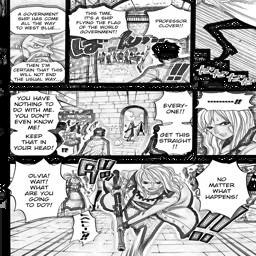 A GOVERNMENT
SHIP HAS COME
ALL THE WAY
TO WEST BLUE.
THEN I'M
CERTAIN THAT
THIS WILL
NOT END
THE USUAL WAY...
THIS TIME,
IT'S A SHIP
FLYING THE FLAG
OF THE WORLD
GOVERNMENT!
PROFESSOR
CLOVER!!
!!
YOU HAVE
NOTHING TO
DO WITH ME.
YOU DON'T
EVEN KNOW
ME!
KEEP
THAT IN
YOUR HEAD!
!?
EVERY-
ONE!!
GET THIS
STRAIGHT
!!
OLVIA!
WAIT!
WHAT
ARE YOU
GOING
TO DO?!
NO
MATTER
WHAT
HAPPENS!